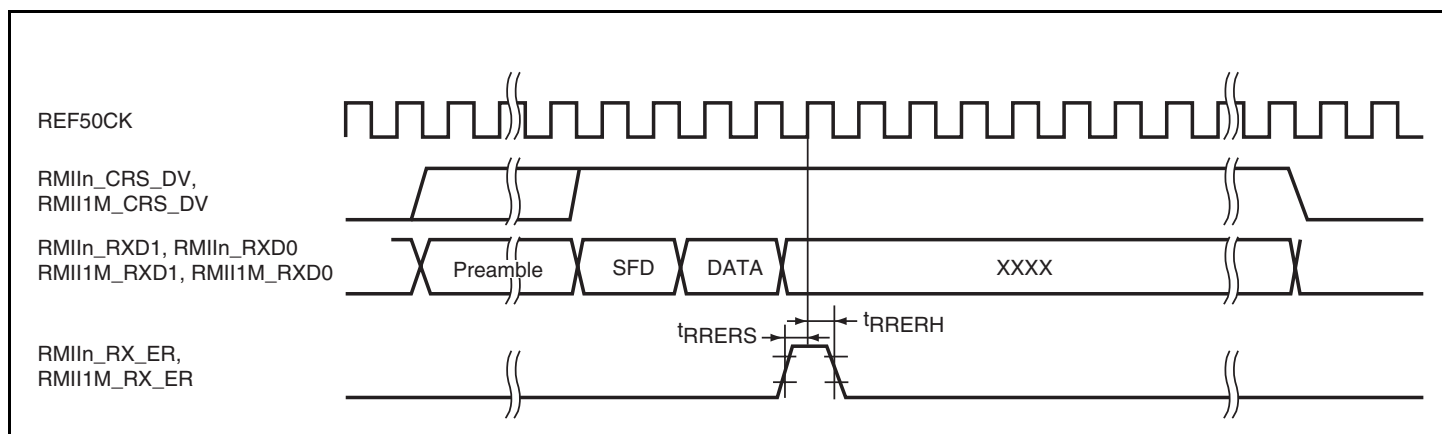 REF50CK
RMIIn_CRS_DV,
RMII1M_CRS_DV
RMIIn_RXD1, RMIIn_RXD0
RMII1M_RXD1, RMII1M_RXD0
Preamble
SFD
DATA
XXXX
tRRERS
tRRERH
RMIIn_RX_ER,
RMII1M_RX_ER